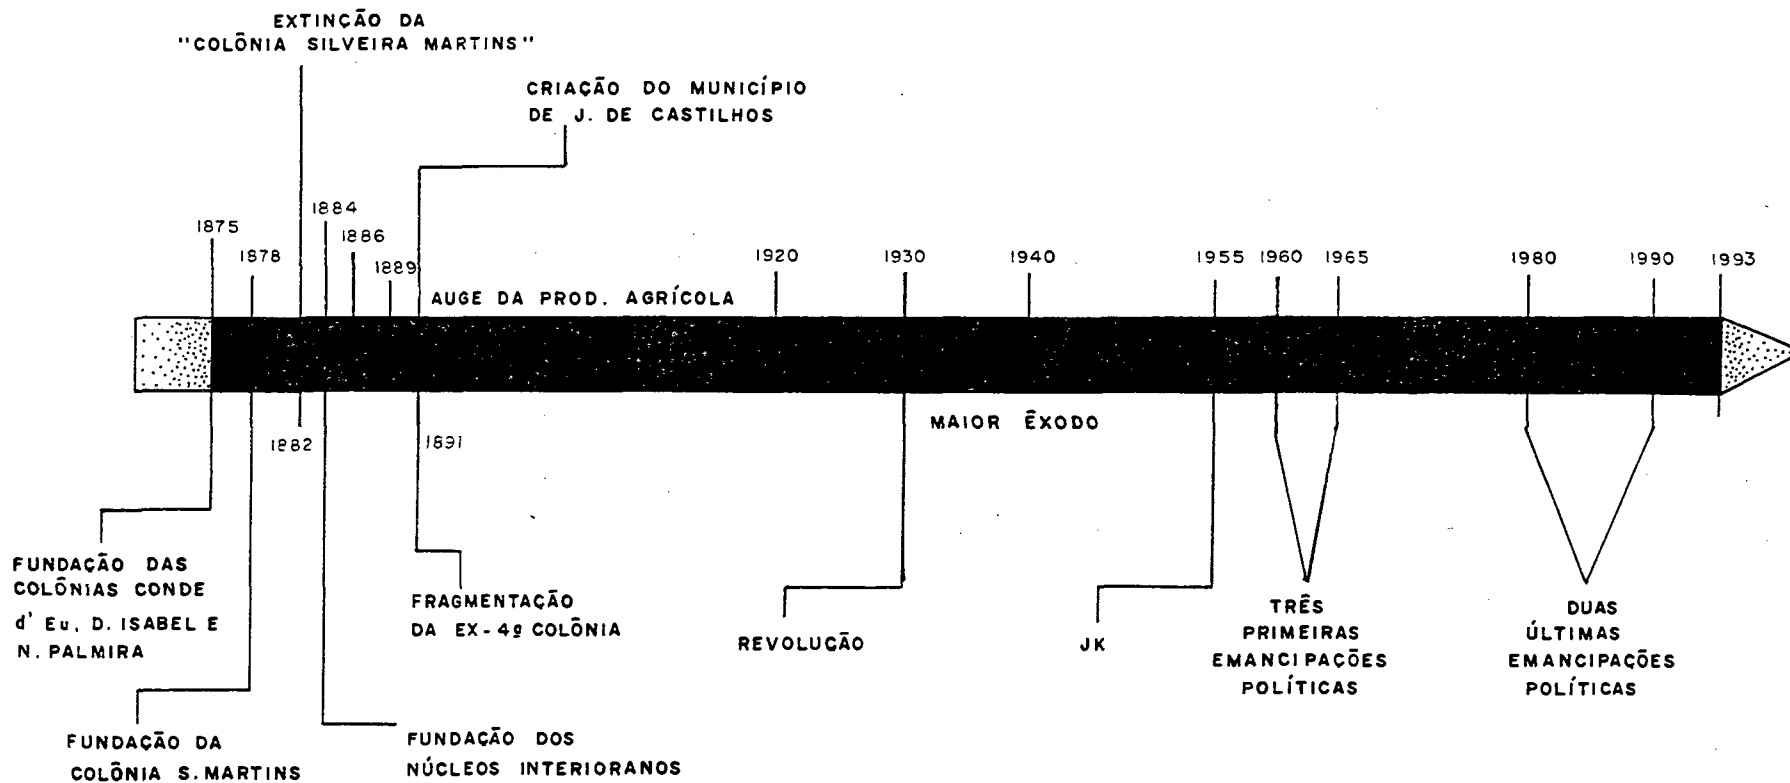 EXTINÇÃO DA
"COLÔNIA SILVEIRA MARTINS"
CRIAÇÃO DO MUNICÍPIO
DE J. DE CASTILHOS
1875
1878
1884
1886
1889
1920
1930
1940
1955
1960
1965
1980
1990
1993
AUGE DA PROD. AGRÍCOLA
MAIOR ÊXODO
1882
1891
FUNDAÇÃO DAS
COLÔNIAS CONDE
d' Eu, D. ISABEL E
N. PALMIRA
FRAGMENTAÇÃO
DA EX-4ª COLÔNIA
REVOLUÇÃO
JK
TRÊS
PRIMEIRAS
EMANCIPAÇÕES
POLÍTICAS
DUAS
ÚLTIMAS
EMANCIPAÇÕES
POLÍTICAS
FUNDAÇÃO DA
COLÔNIA S. MARTINS
FUNDAÇÃO DOS
NÚCLEOS INTERIORANOS